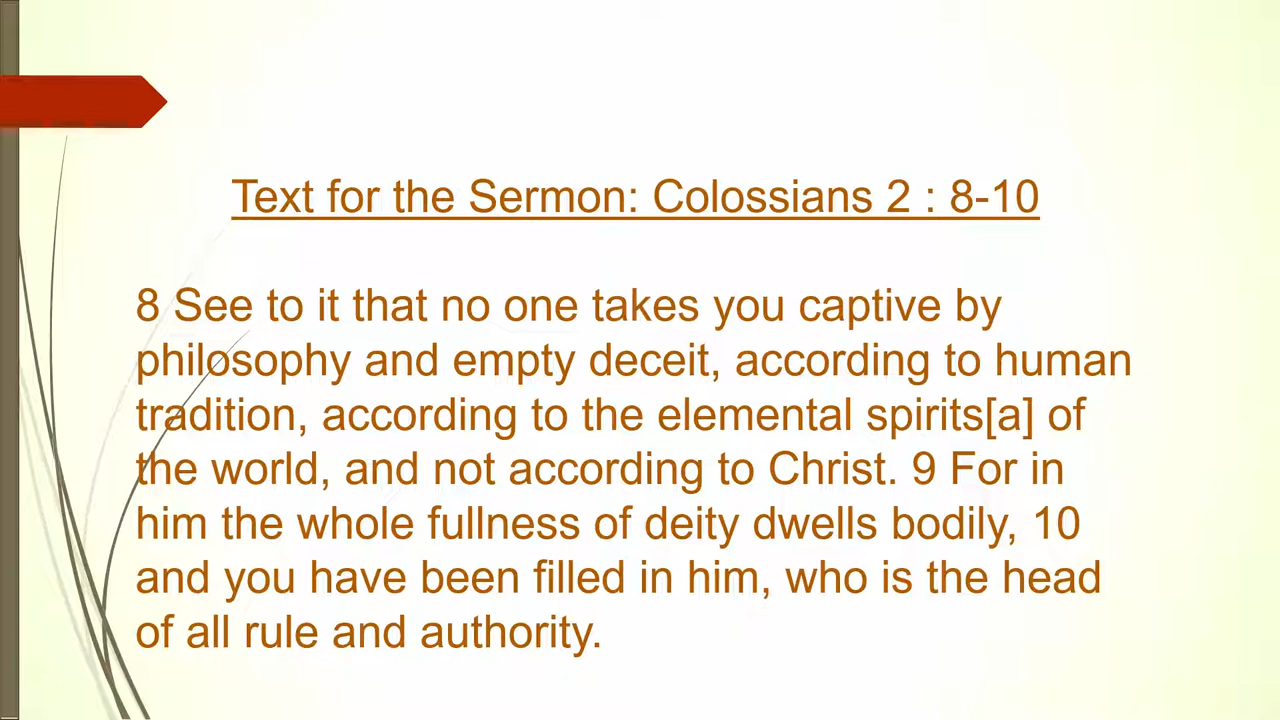 Text for the Sermon: Colossians 2 : 8-10
8 See to it that no one takes you captive by
philosophy and empty deceit, according to human
tradition, according to the elemental spirits[a] of
the world, and not according to Christ. 9 For in
him the whole fullness of deity dwells bodily, 10
and you have been filled in him, who is the head
of all rule and authority.